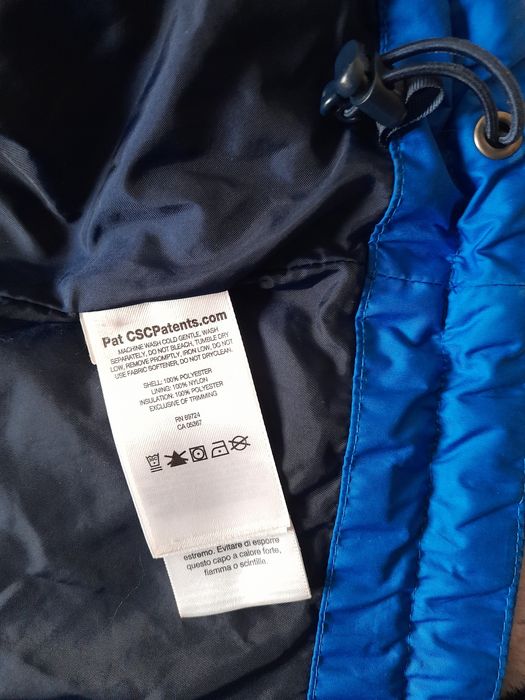 Pat CSCPatents.com
MACHINE WASH COLD GENTLE, WASH
SEPARATELY, DO NOT BLEACH, TUMBLE DRY
LOW, REMOVE PROMPTLY, IRON LOW, DO NOT
USE FABRIC SOFTENER, DO NOT DRYCLEAN.
SHELL: 100% POLYESTER
LINING: 100% NYLON
INSULATION: 100% POLYESTER
EXCLUSIVE OF TRIMMING
RN 69724
CA 05367
estremo. Evitare di esporre
questo capo a calore forte,
fiamma o scintille.